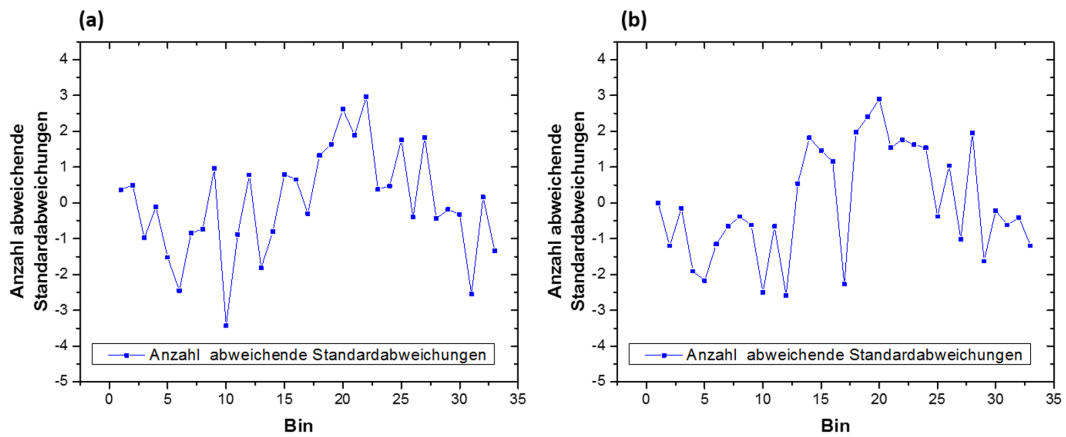 (a)
Anzahl abweichende
Standardabweichungen
4
3
2
1
0
-1
-2
-3
-4
-5
Anzahl abweichende Standardabweichungen
0 5 10 15 20 25 30 35
Bin
(b)
Anzahl abweichende
Standardabweichungen
4
3
2
1
0
-1
-2
-3
-4
-5
Anzahl abweichende Standardabweichungen
0 5 10 15 20 25 30 35
Bin